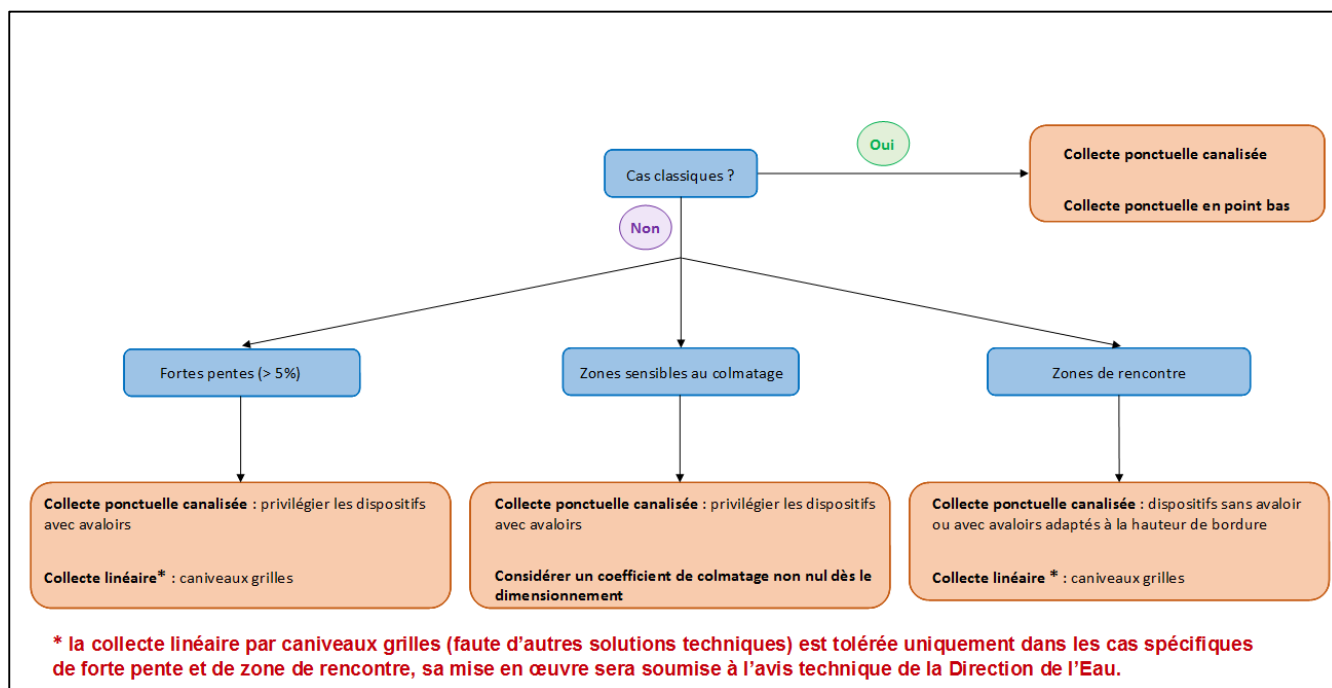 Oui
Collecte ponctuelle canalisée
Collecte ponctuelle en point bas
Cas classiques ?
Non
Fortes pentes (> 5%)
Zones sensibles au colmatage
Zones de rencontre
Collecte ponctuelle canalisée : privilégier les dispositifs
avec avaloirs
Collecte linéaire* : caniveaux grilles
Collecte ponctuelle canalisée : privilégier les dispositifs
avec avaloirs
Considérer un coefficient de colmatage non nul dès le
dimensionnement
Collecte ponctuelle canalisée : dispositifs sans avaloir
ou avec avaloirs adaptés à la hauteur de bordure
Collecte linéaire * : caniveaux grilles
* la collecte linéaire par caniveaux grilles (faute d’autres solutions techniques) est tolérée uniquement dans les cas spécifiques
de forte pente et de zone de rencontre, sa mise en œuvre sera soumise à l’avis technique de la Direction de l’Eau.